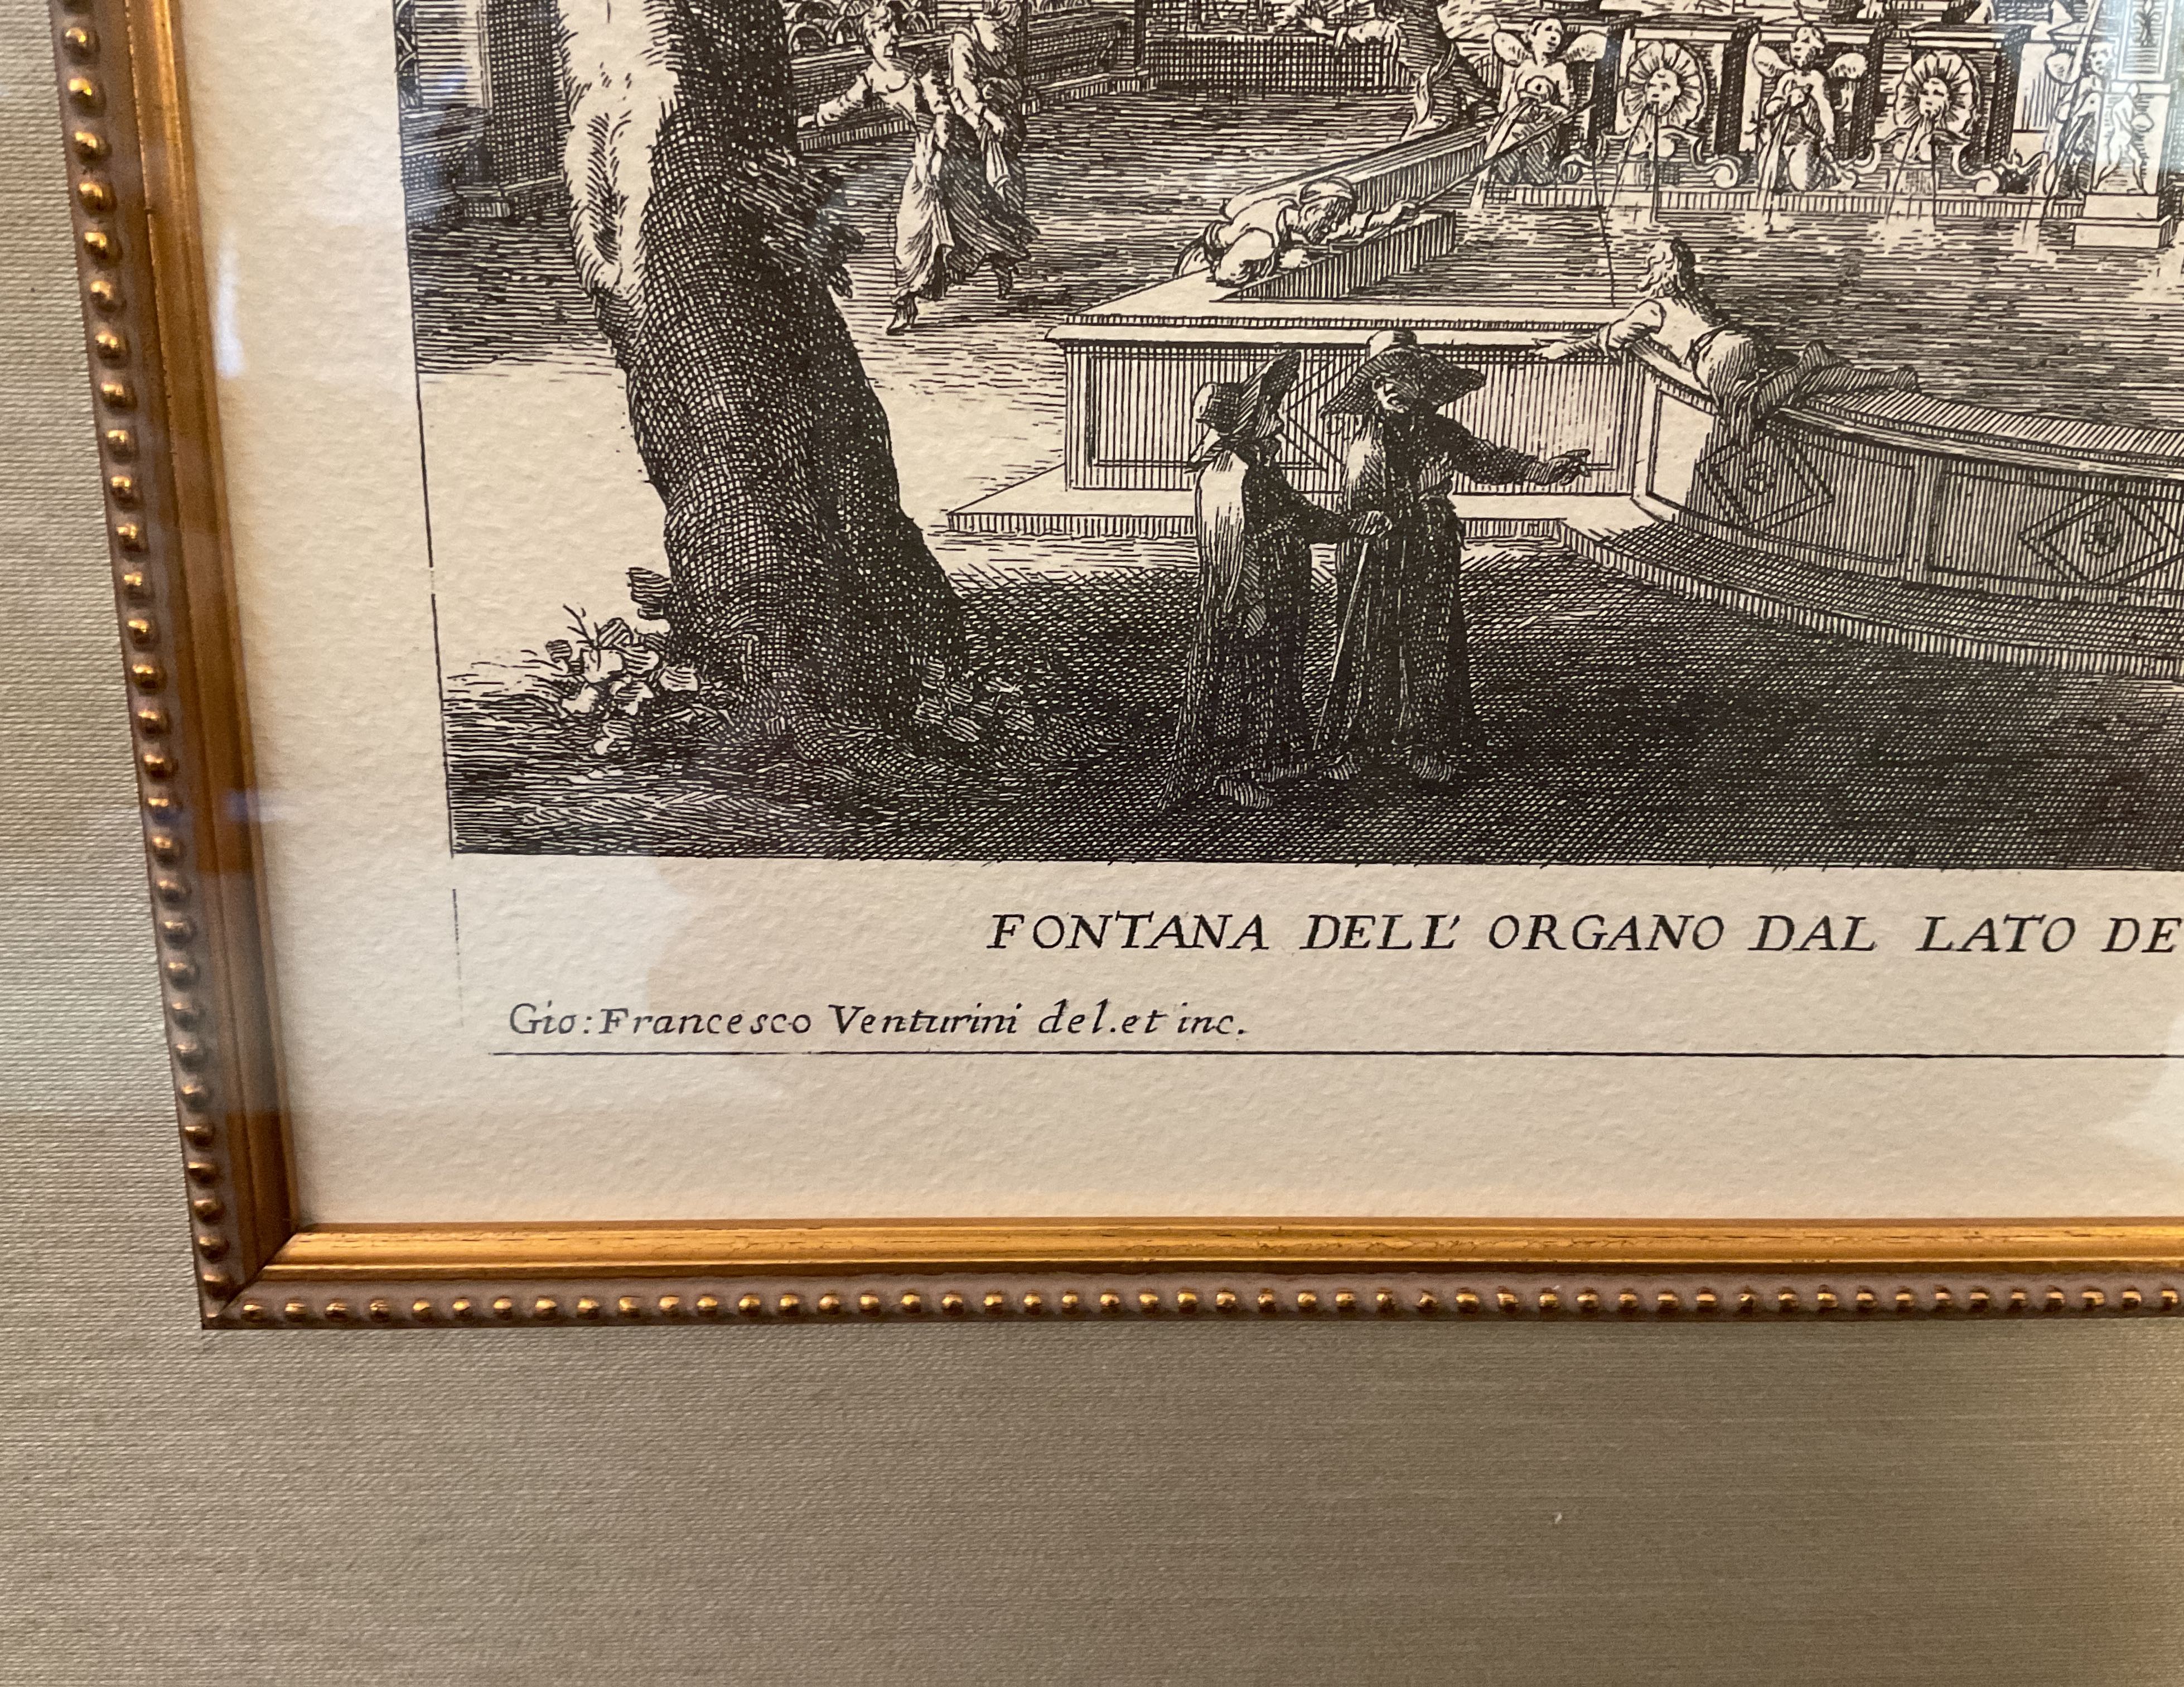 FONTANA DELL' ORGANO DAL LATO DE
Gio: Francesco Venturini del. et inc.